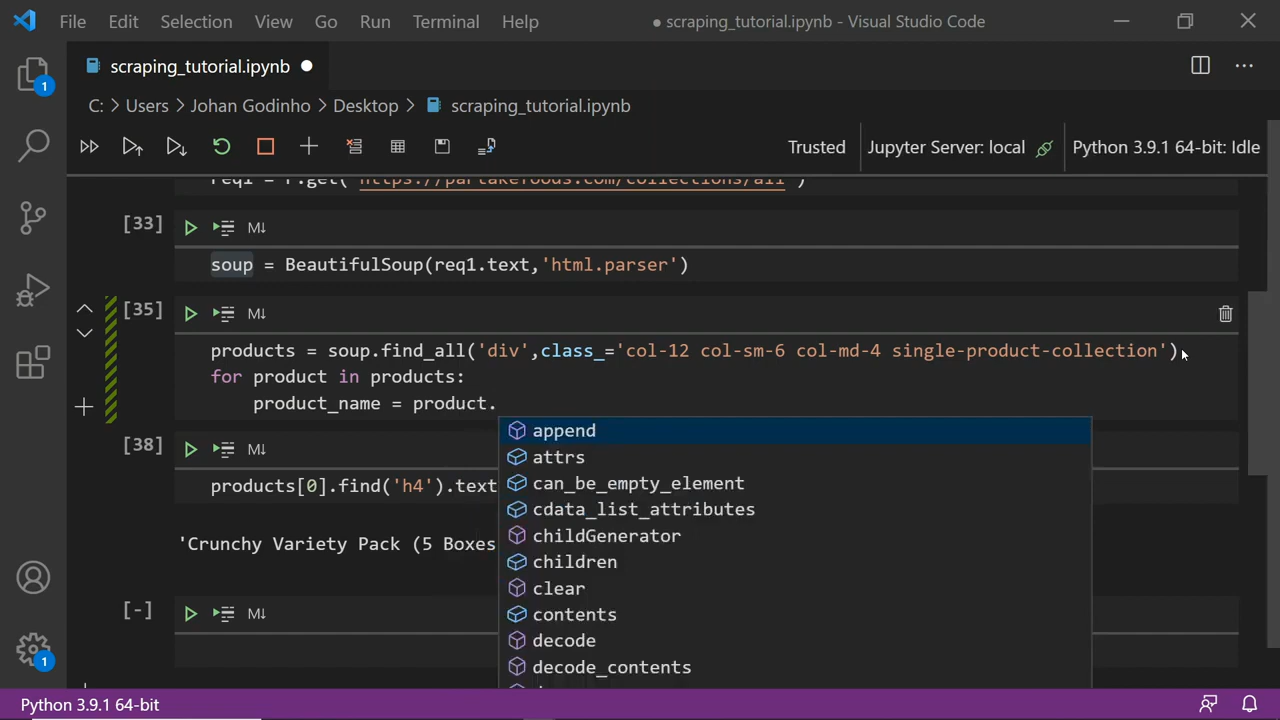 File Edit Selection View Go Run Terminal Help ● scraping_tutorial.ipynb - Visual Studio Code
scraping_tutorial.ipynb ●
C: > Users > Johan Godinho > Desktop > scraping_tutorial.ipynb
Trusted Jupyter Server: local Python 3.9.1 64-bit: Idle
req1 = r.get('https://partakefoods.com/collections/all')
[33] M↓
soup = BeautifulSoup(req1.text,'html.parser')
[35] M↓
products = soup.find_all('div',class_='col-12 col-sm-6 col-md-4 single-product-collection')
for product in products:
product_name = product.
append
[38] M↓
attrs
can_be_empty_element
products[0].find('h4').text
cdata_list_attributes
childGenerator
'Crunchy Variety Pack (5 Boxes
children
clear
[-] M↓
contents
decode
decode_contents
1
1
Python 3.9.1 64-bit